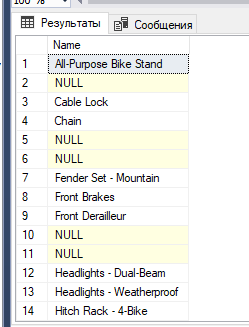 100 %
Результаты
Сообщения
Name
1 All-Purpose Bike Stand
2 NULL
3 Cable Lock
4 Chain
5 NULL
6 NULL
7 Fender Set - Mountain
8 Front Brakes
9 Front Derailleur
10 NULL
11 NULL
12 Headlights - Dual-Beam
13 Headlights - Weatherproof
14 Hitch Rack - 4-Bike